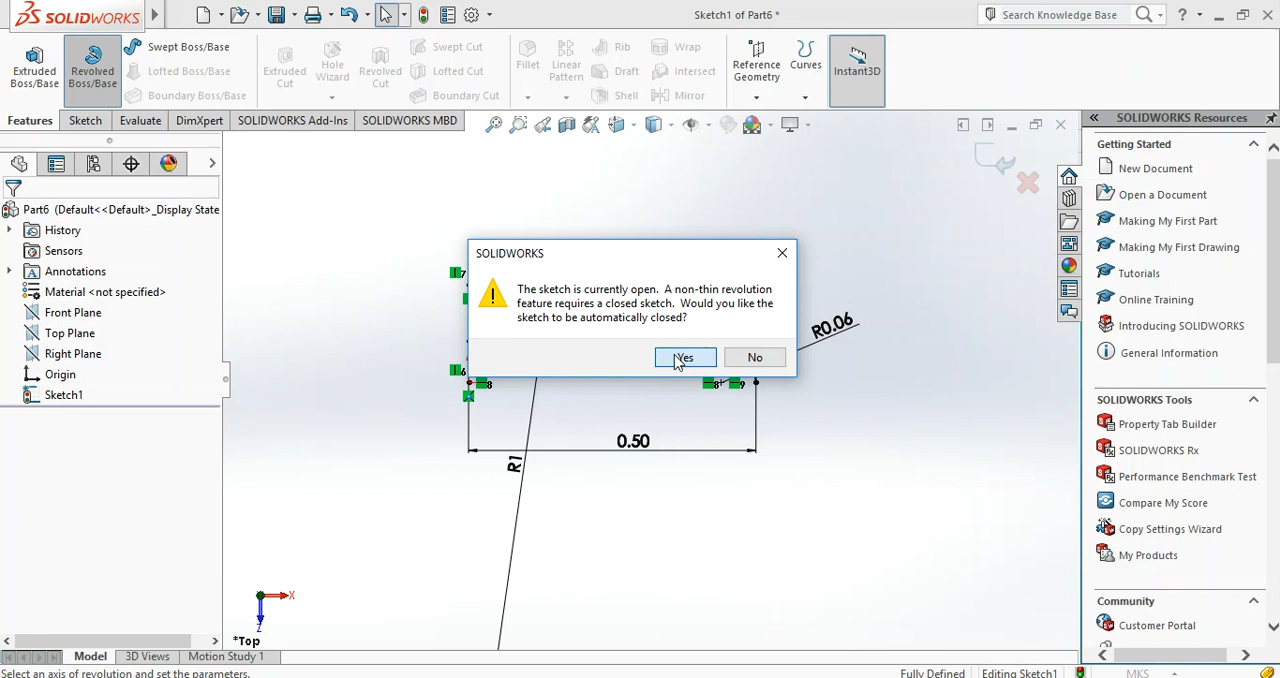 SOLIDWORKS
Sketch1 of Part6 *
Search Knowledge Base
?
Extruded Boss/Base
Revolved Boss/Base
Swept Boss/Base
Lofted Boss/Base
Boundary Boss/Base
Extruded Cut
Hole Wizard
Revolved Cut
Swept Cut
Lofted Cut
Boundary Cut
Fillet
Linear Pattern
Rib
Draft
Shell
Wrap
Intersect
Mirror
Reference Geometry
Curves
Instant3D
Features
Sketch
Evaluate
DimXpert
SOLIDWORKS Add-Ins
SOLIDWORKS MBD
Part6 (Default<<Default>_Display State
History
Sensors
Annotations
Material <not specified>
Front Plane
Top Plane
Right Plane
Origin
Sketch1
SOLIDWORKS
The sketch is currently open. A non-thin revolution
feature requires a closed sketch. Would you like the
sketch to be automatically closed?
Yes
No
7
6
8
8
9
R0.06
0.50
R1
X
Z
*Top
SOLIDWORKS Resources
Getting Started
New Document
Open a Document
Making My First Part
Making My First Drawing
Tutorials
Online Training
Introducing SOLIDWORKS
General Information
SOLIDWORKS Tools
Property Tab Builder
SOLIDWORKS Rx
Performance Benchmark Test
Compare My Score
Copy Settings Wizard
My Products
Community
Customer Portal
Model
3D Views
Motion Study 1
Select an axis of revolution and set the parameters.
Fully Defined
Editing Sketch1
MKS